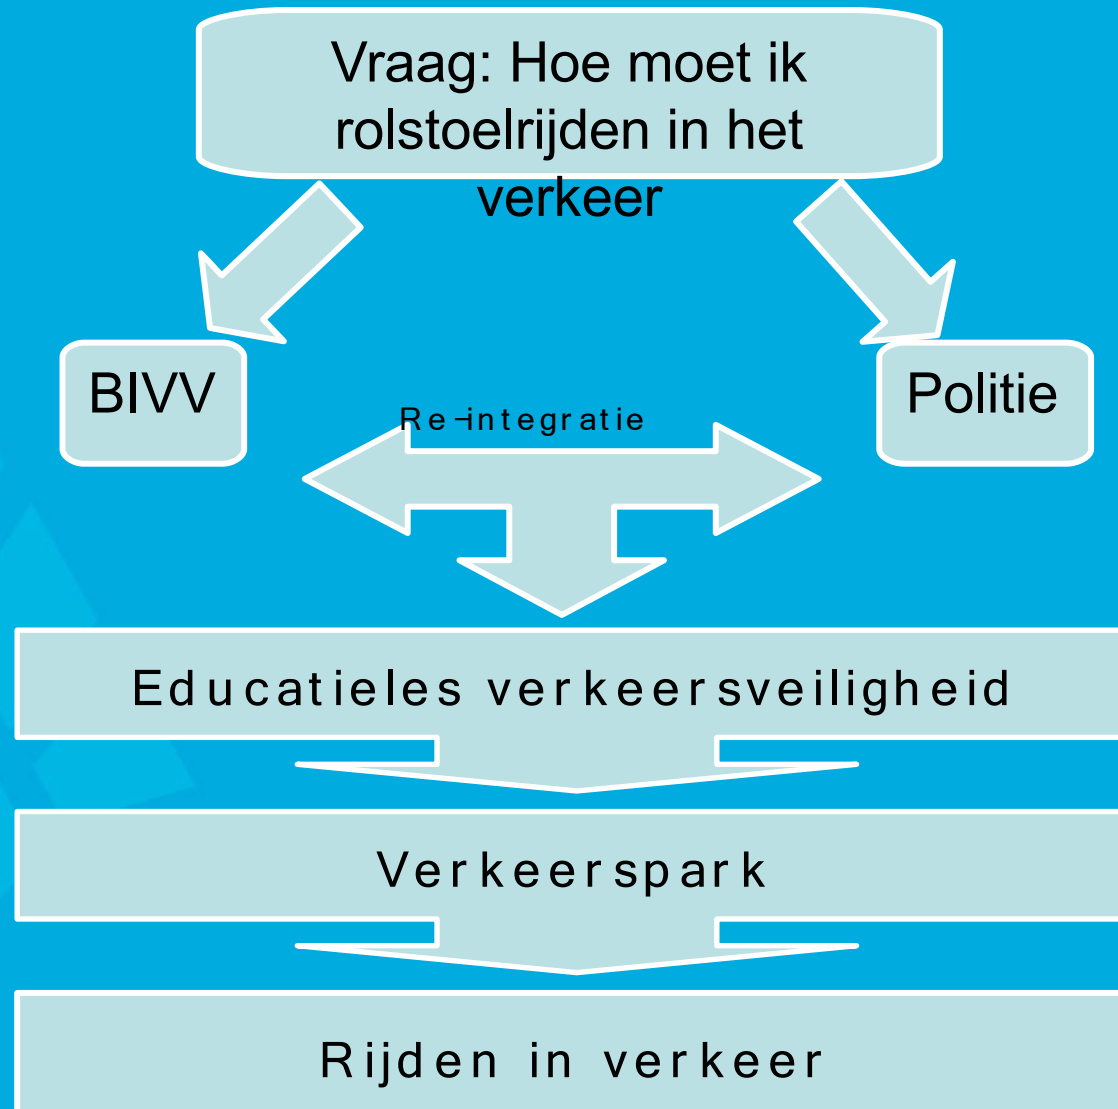 Vraag: Hoe moet ik
rolstoelrijden in het
verkeer
BIVV
Politie
Re-integratie
Educatieles verkeersveiligheid
Verkeerspark
Rijden in verkeer